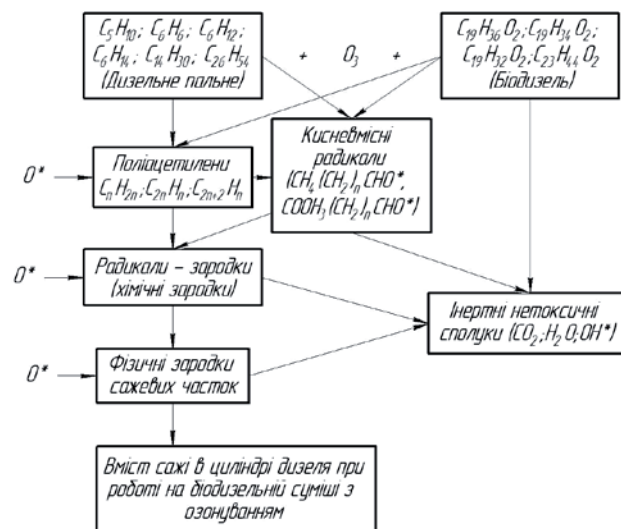 C₅H₁₀; C₆H₆; C₆H₁₂;
C₆H₁₄; C₁₄H₃₀; C₂₆H₅₄
(Дизельне пальне)
+ O₃ +
C₁₉H₃₆O₂; C₁₉H₃₄O₂;
C₁₉H₃₂O₂; C₂₃H₄₄O₂
(Біодизель)
O*
Поліацетилени
CₙH₂ₙ; C₂ₙHₙ; C₂ₙ₊₂Hₙ
Кисневмісні
радикали
(CH₄(CH₂)ₙCHO*,
COOH₃(CH₂)ₙCHO*)
O*
Радикали – зародки
(хімічні зародки)
Інертні нетоксичні
сполуки (CO₂;H₂O;OH*)
O*
Фізичні зародки
сажевих часток
Вміст сажі в циліндрі дизеля при
роботі на біодизельній суміші з
озонуванням